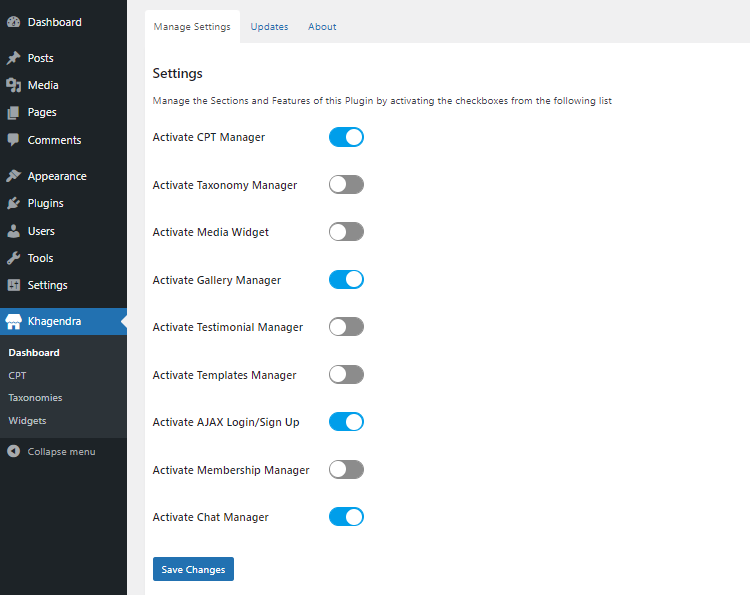 Dashboard
Posts
Media
Pages
Comments
Appearance
Plugins
Users
Tools
Settings
Khagendra
Dashboard
CPT
Taxonomies
Widgets
Collapse menu
Manage Settings Updates About
Settings
Manage the Sections and Features of this Plugin by activating the checkboxes from the following list
Activate CPT Manager
Activate Taxonomy Manager
Activate Media Widget
Activate Gallery Manager
Activate Testimonial Manager
Activate Templates Manager
Activate AJAX Login/Sign Up
Activate Membership Manager
Activate Chat Manager
Save Changes